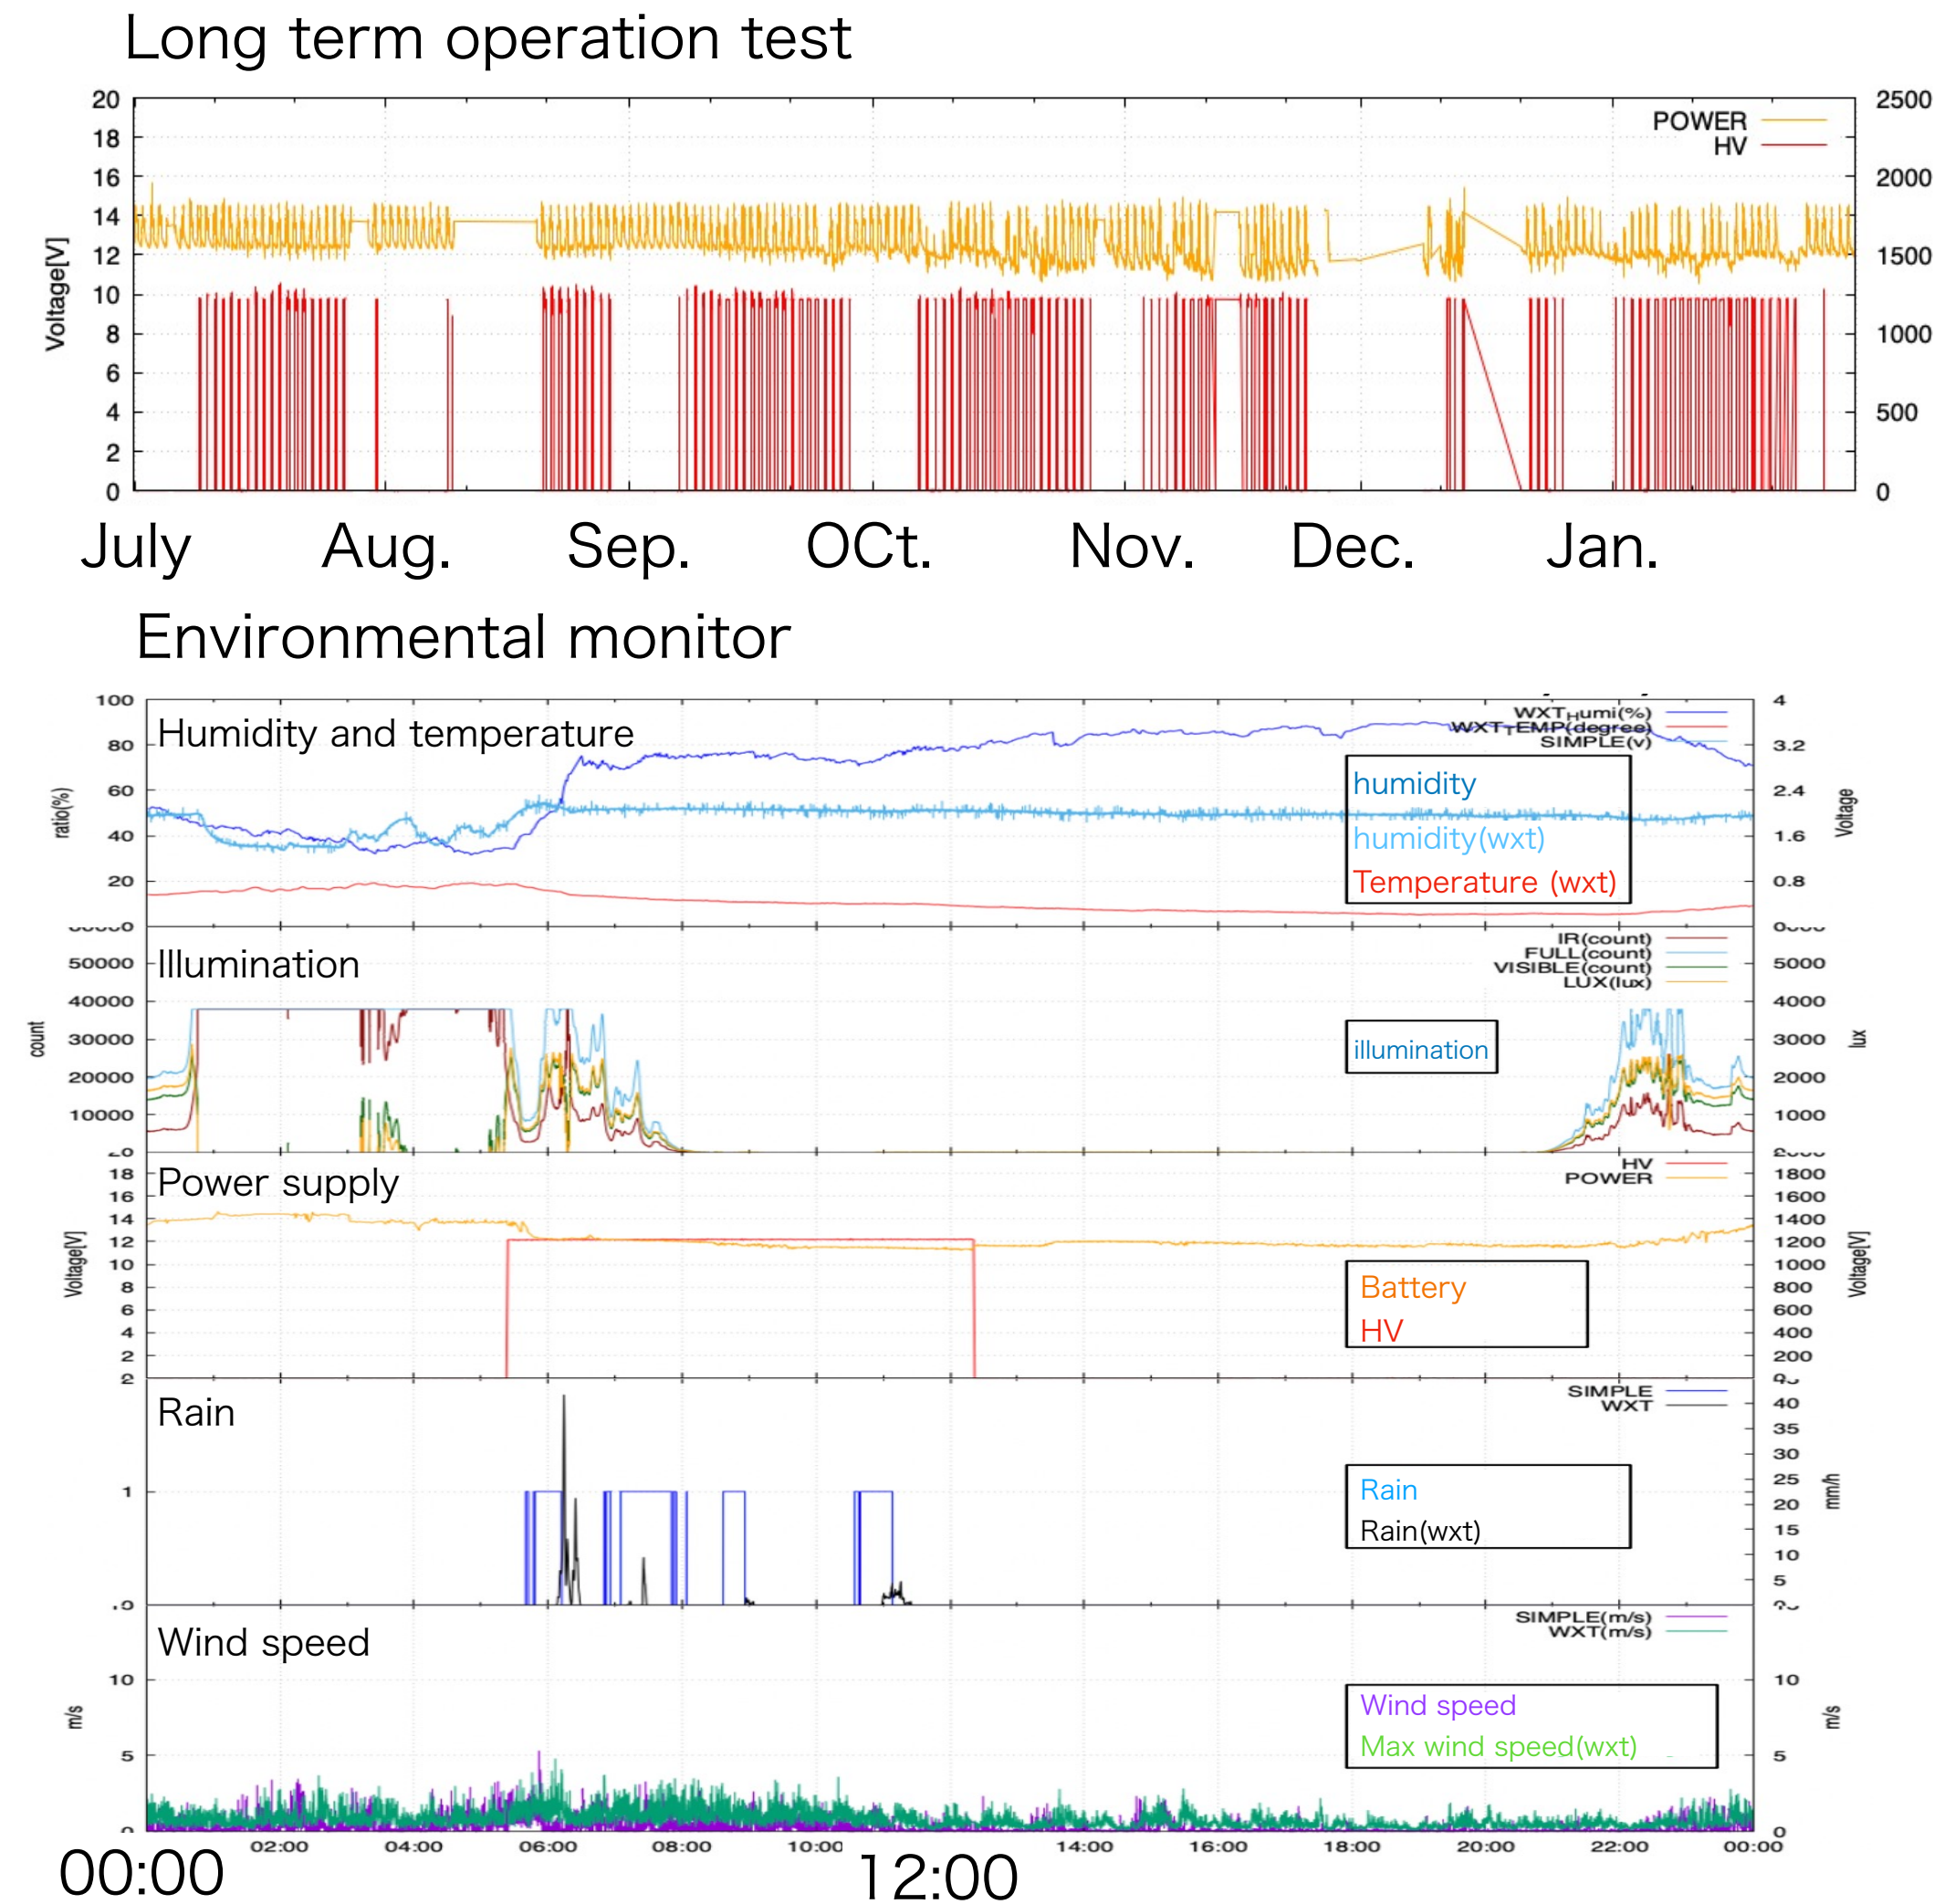 Long term operation test
20 2500
POWER
18
HV
16 2000
14
12 1500
10
8 1000
6
4 500
2
0 0
Voltage[V]
July Aug. Sep. OCt. Nov. Dec. Jan.
Environmental monitor
100 4
Humidity and temperature
WXTHumi(%)
WXTTEMP(degree)
SIMPLE(v)
80 3.2
60 2.4
40 1.6
20 0.8
ratio(%)
Voltage
humidity
humidity(wxt)
Temperature (wxt)
Illumination
IR(count)
FULL(count)
VISIBLE(count)
LUX(lux)
50000 5000
40000 4000
30000 3000
20000 2000
10000 1000
count
lux
illumination
Power supply
HV
POWER
18 1800
16 1600
14 1400
12 1200
10 1000
8 800
6 600
4 400
2 200
Voltage[V]
Voltage[V]
Battery
HV
2
Rain
SIMPLE
WXT
40
35
30
1 25
20
15
10
5
mm/h
Rain
Rain(wxt)
Wind speed
SIMPLE(m/s)
WXT(m/s)
10 10
5 5
0 0
m/s
m/s
Wind speed
Max wind speed(wxt)
02:00 04:00 06:00 08:00 10:00 14:00 16:00 18:00 20:00 22:00 00:00
00:00 12:00